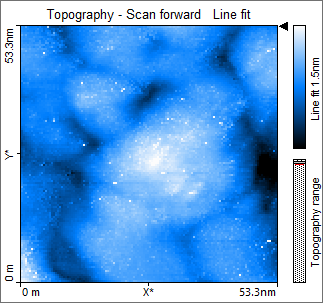 Topography - Scan forward Line fit
53.3nm
Y*
0 m
0 m
X*
53.3nm
Line fit 1.5nm
Topography range